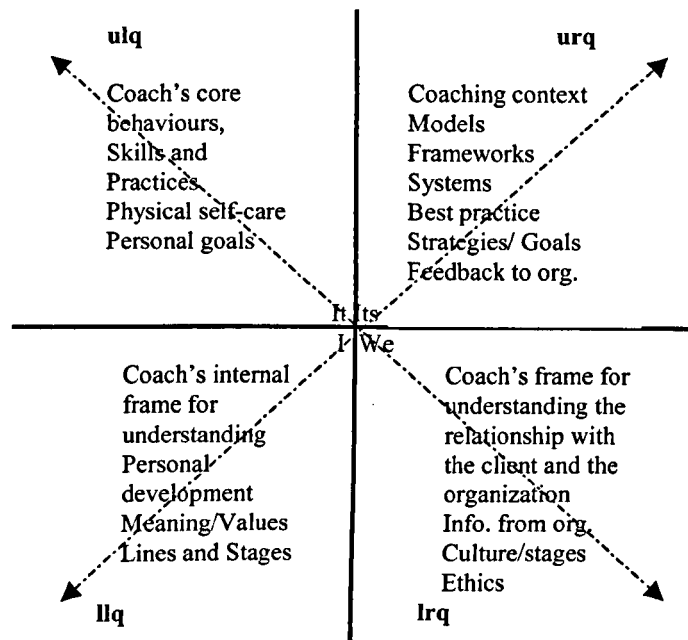 ulq
Coach's core
behaviours,
Skills and
Practices
Physical self-care
Personal goals
urq
Coaching context
Models
Frameworks
Systems
Best practice
Strategies/ Goals
Feedback to org.
It Its
I We
Coach's internal
frame for
understanding
Personal
development
Meaning/Values
Lines and Stages
llq
Coach's frame for
understanding the
relationship with
the client and the
organization
Info. from org.
Culture/stages
Ethics
lrq